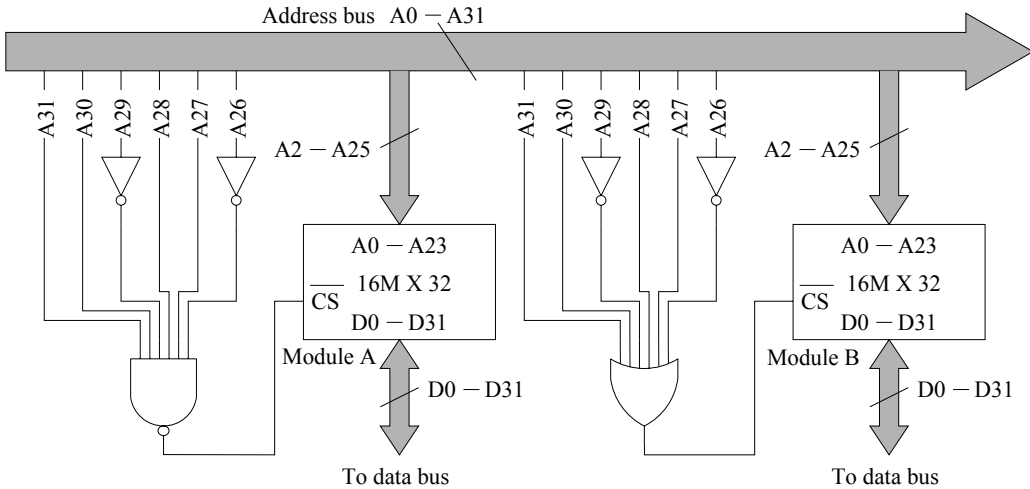 Address bus A0 – A31
A31
A30
A29
A28
A27
A26
A2 – A25
A31
A30
A29
A28
A27
A26
A2 – A25
A0 – A23
16M X 32
CS
D0 – D31
Module A
D0 – D31
To data bus
A0 – A23
16M X 32
CS
D0 – D31
Module B
D0 – D31
To data bus